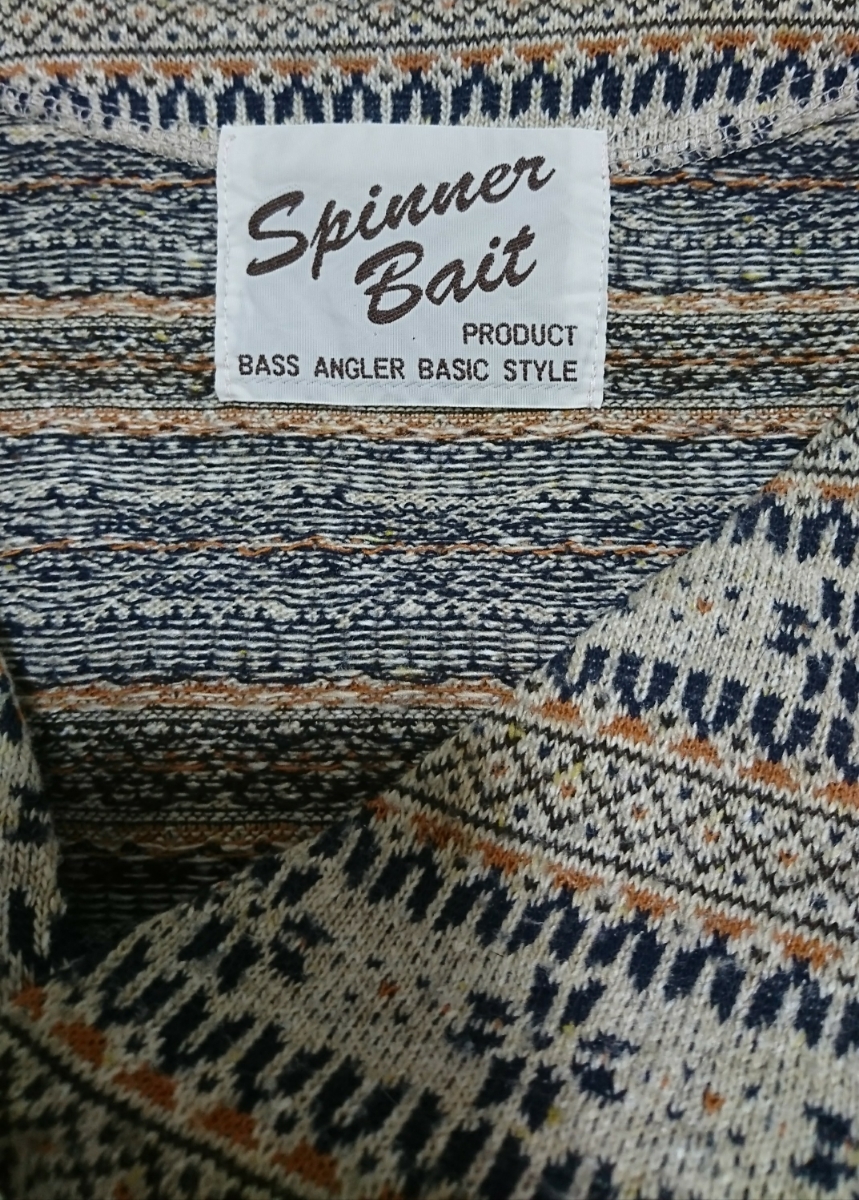 Spinner
Bait
PRODUCT
BASS ANGLER BASIC STYLE